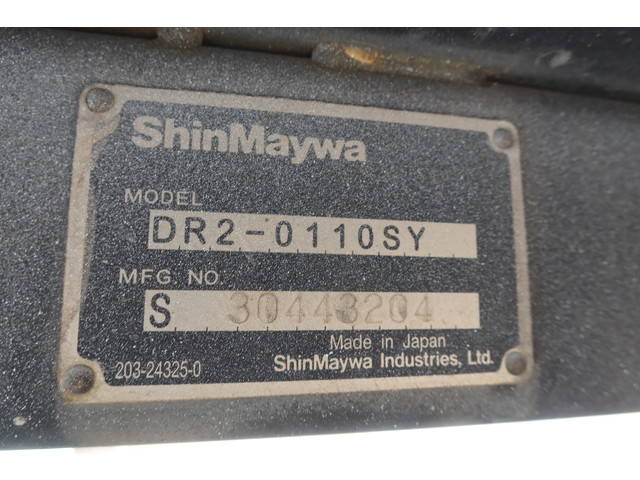 ShinMaywa
MODEL
DR2-0110SY
MFG NO
S 30443204
Made in Japan
203-24325-0
ShinMaywa Industries, Ltd.